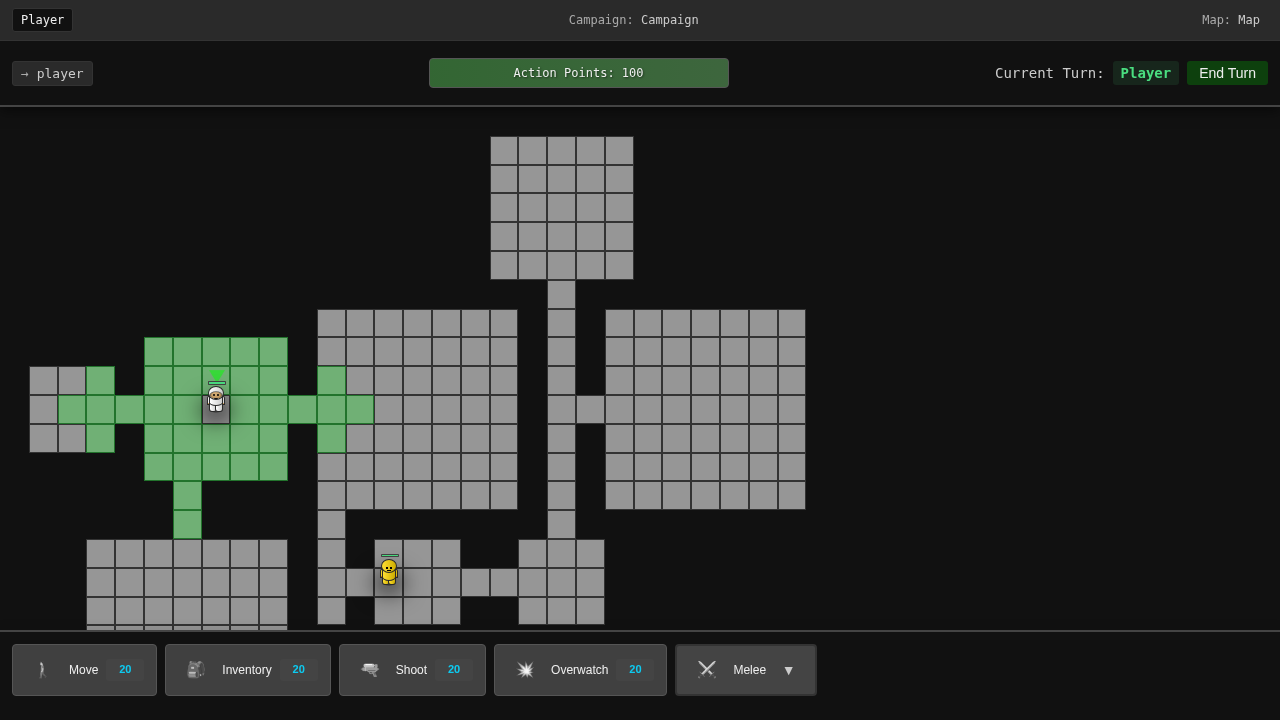 Player
Campaign: Campaign
Map: Map
→ player
Action Points: 100
Current Turn: Player
End Turn
Move 20
Inventory 20
Shoot 20
Overwatch 20
Melee ▼